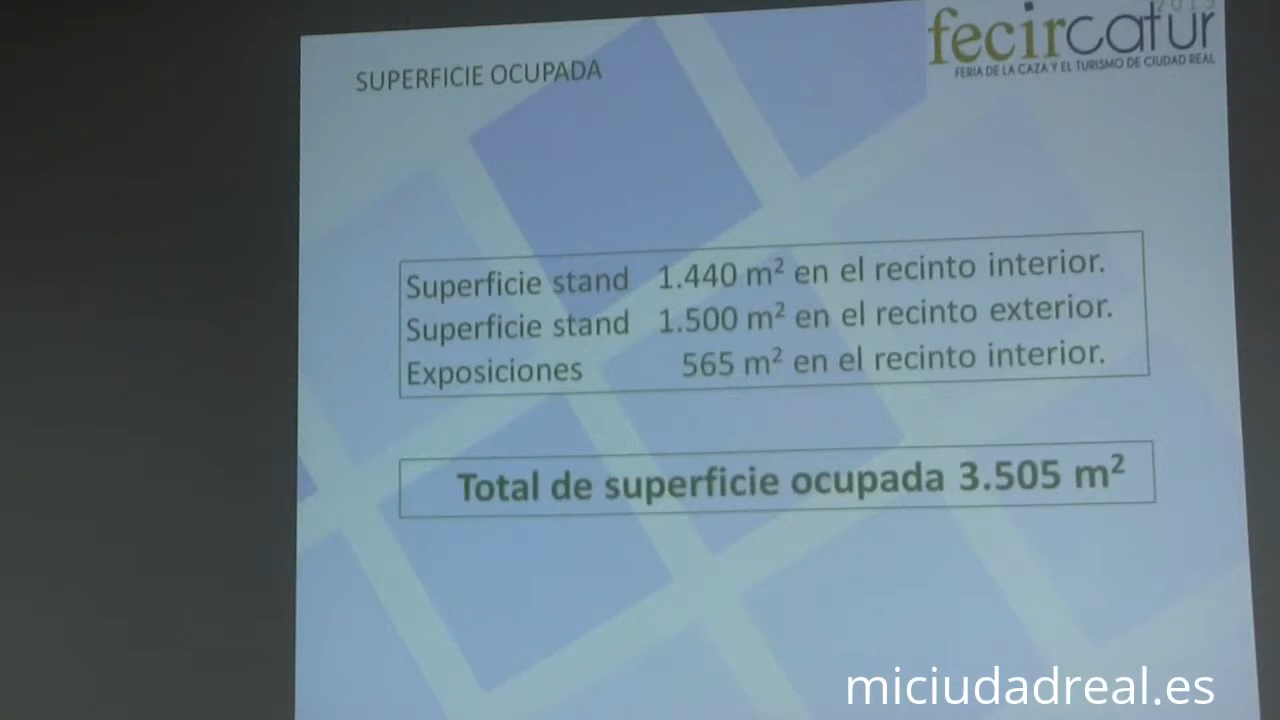 2015
fecircatur
FERIA DE LA CAZA Y EL TURISMO DE CIUDAD REAL
SUPERFICIE OCUPADA
Superficie stand 1.440 m² en el recinto interior.
Superficie stand 1.500 m² en el recinto exterior.
Exposiciones 565 m² en el recinto interior.
Total de superficie ocupada 3.505 m²
miciudadreal.es